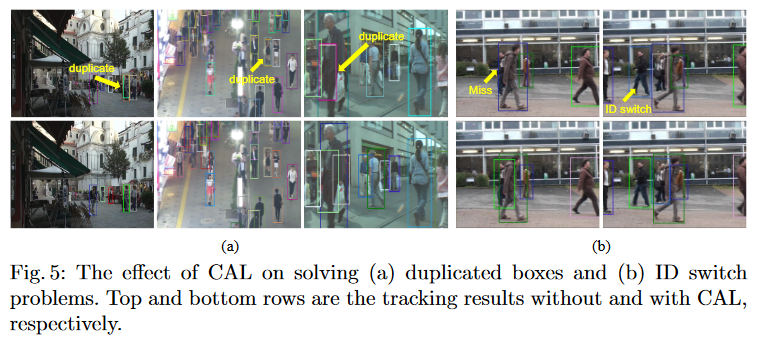 duplicate
duplicate
duplicate
Miss
ID switch
(a)
(b)
Fig. 5: The effect of CAL on solving (a) duplicated boxes and (b) ID switch
problems. Top and bottom rows are the tracking results without and with CAL,
respectively.